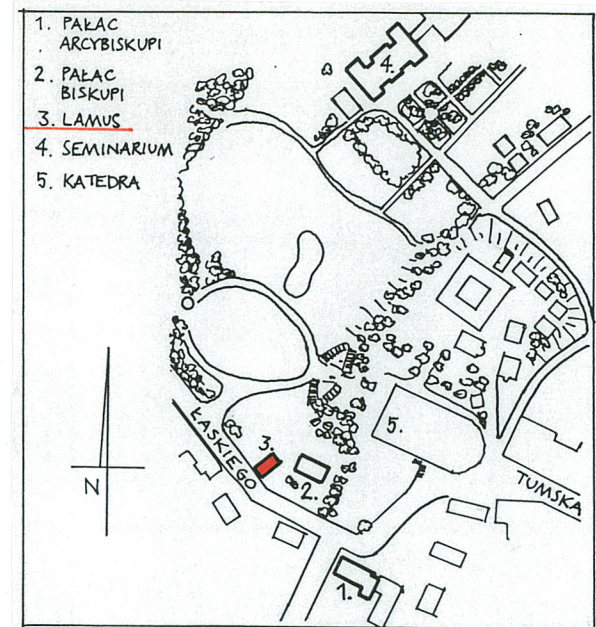 1. PAŁAC
. ARCYBISKUPI
2. PAŁAC
BISKUPI
3. LAMUS
4. SEMINARIUM
5. KATEDRA
4.
5.
ŁASKIEGO
3.
2.
TUMSKA
N
1.